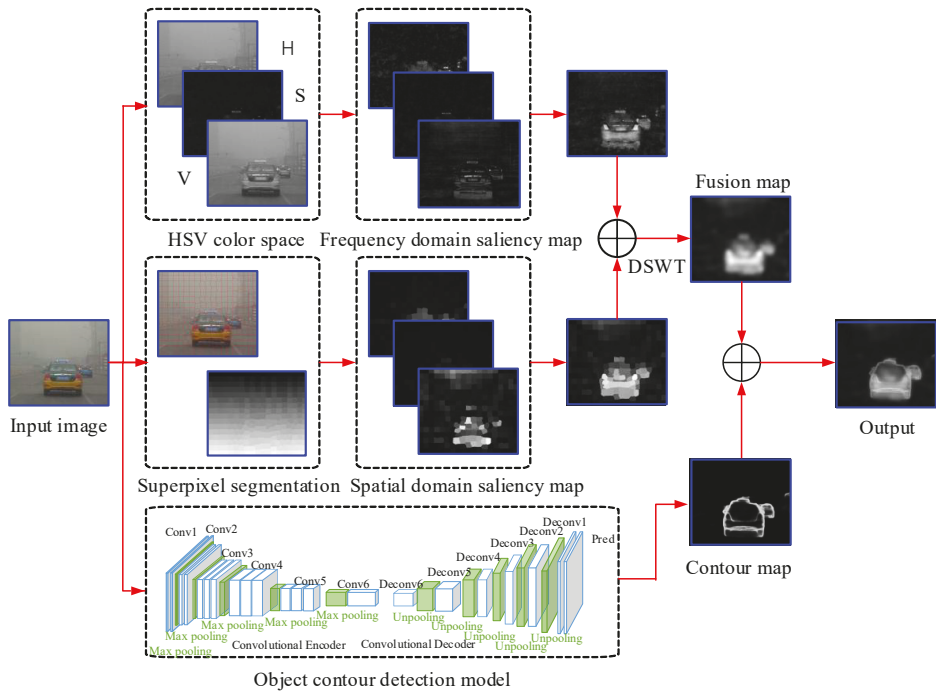 H
S
V
HSV color space
Frequency domain saliency map
Fusion map
DSWT
Input image
Superpixel segmentation
Spatial domain saliency map
Output
Contour map
Conv1
Conv2
Conv3
Conv4
Conv5
Conv6
Deconv6
Deconv5
Deconv4
Deconv3
Deconv2
Deconv1
Pred
Max pooling
Max pooling
Max pooling
Max pooling
Max pooling
Unpooling
Unpooling
Unpooling
Unpooling
Unpooling
Convolutional Encoder
Convolutional Decoder
Object contour detection model